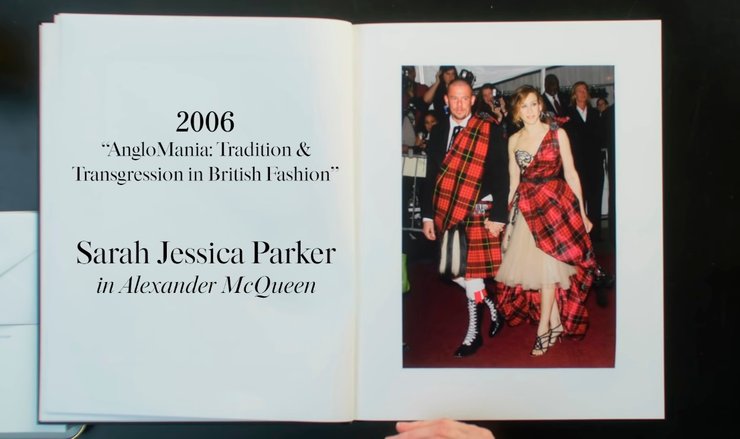 2006
“AngloMania: Tradition &
Transgression in British Fashion”
Sarah Jessica Parker
in Alexander McQueen